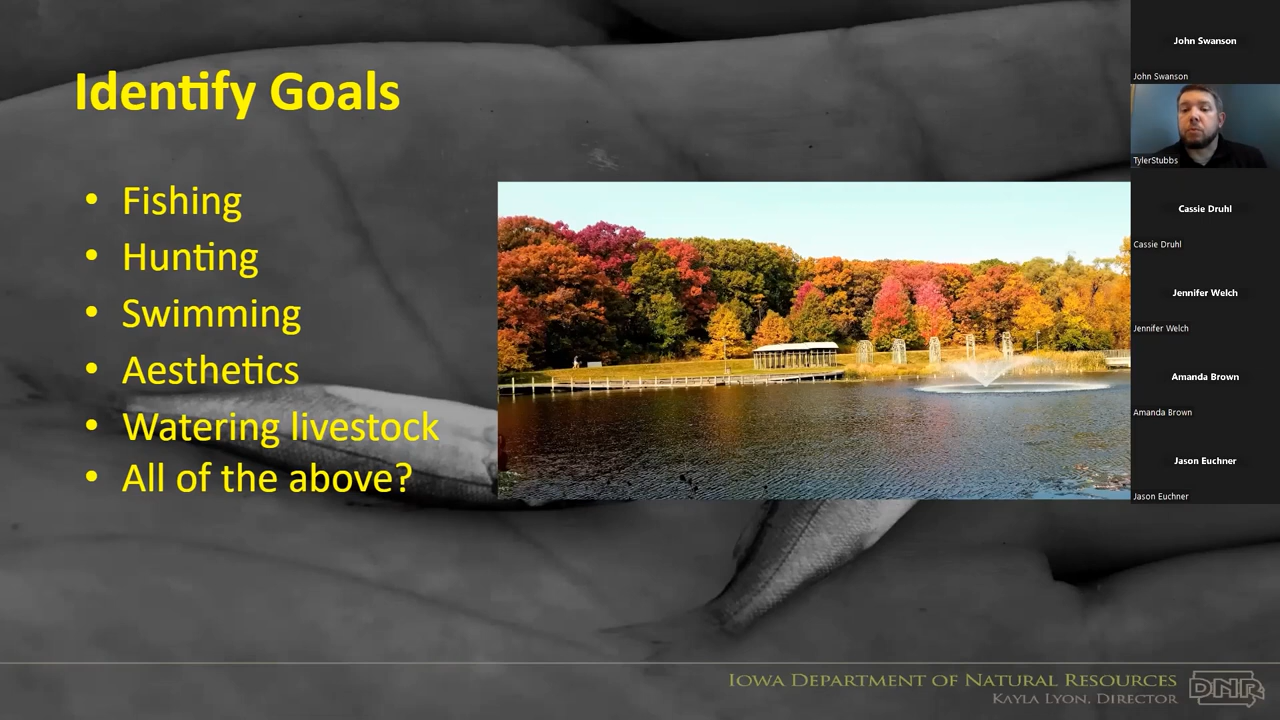 Identify Goals
• Fishing
• Hunting
• Swimming
• Aesthetics
• Watering livestock
• All of the above?
John Swanson
John Swanson
TylerStubbs
Cassie Druhl
Cassie Druhl
Jennifer Welch
Jennifer Welch
Amanda Brown
Amanda Brown
Jason Euchner
Jason Euchner
IOWA DEPARTMENT OF NATURAL RESOURCES
KAYLA LYON, DIRECTOR
DNR